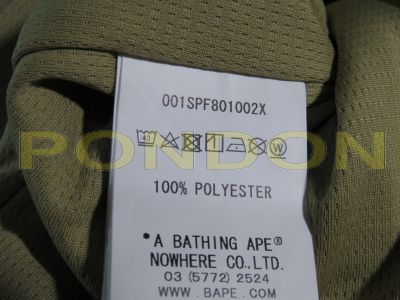 001SPF801002X
PONDON
100% POLYESTER
*A BATHING APE®
NOWHERE CO.,LTD.
03 (5772) 2524
WWW.BAPE.COM